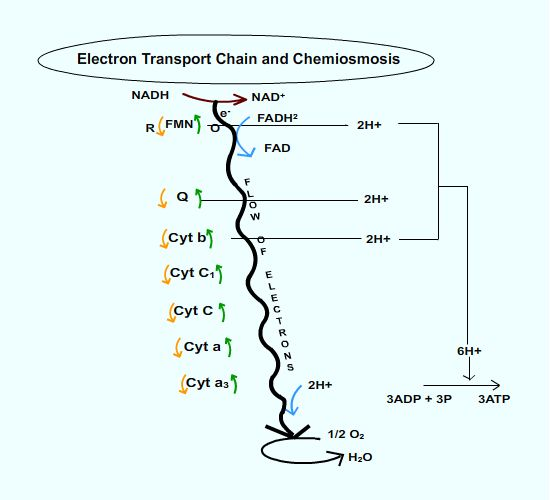 Electron Transport Chain and Chemiosmosis
NADH NAD⁺
e⁻
FADH²
R FMN O 2H+
FAD
Q 2H+
FLOW OF ELECTRONS
Cyt b 2H+
Cyt C₁
Cyt C
Cyt a 6H+
Cyt a₃ 2H+
3ADP + 3P 3ATP
1/2 O₂
H₂O